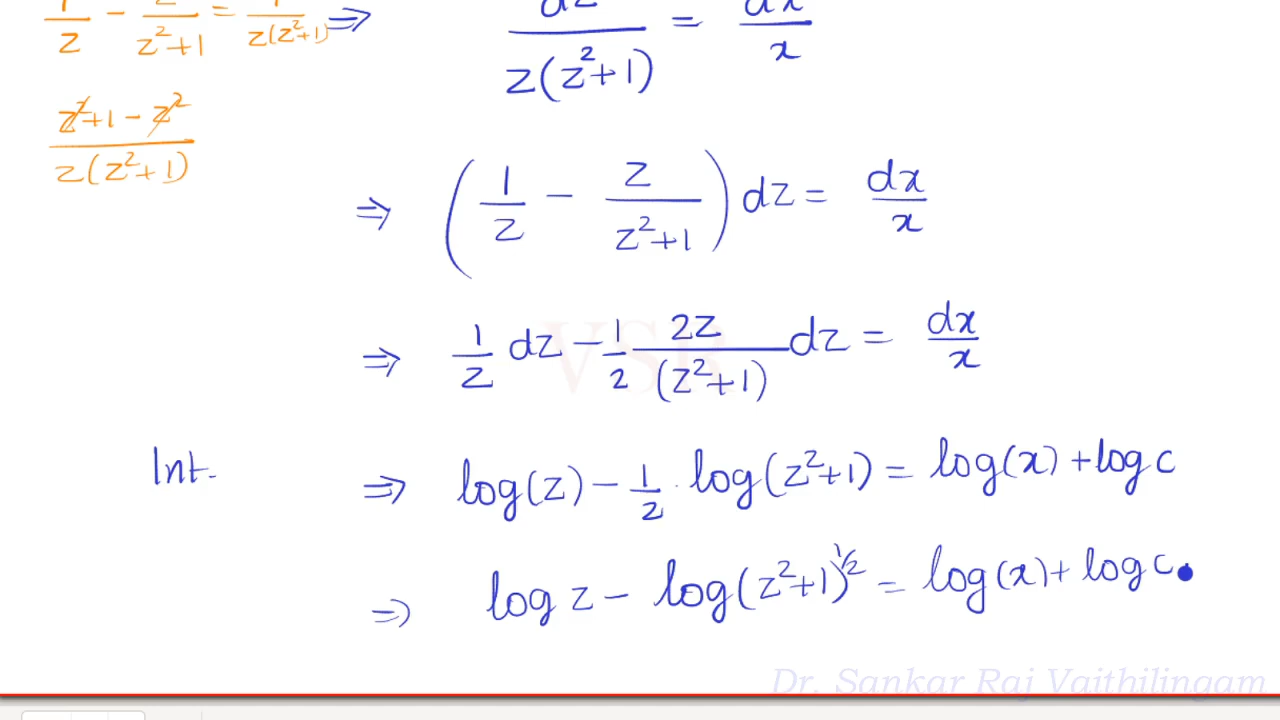 1/z - z/(z²+1) = 1/(z(z²+1)) ⇒ dz/(z(z²+1)) = dx/x
(z²+1-z²)/(z(z²+1))
⇒ (1/z - z/(z²+1)) dz = dx/x
⇒ 1/z dz - 1/2 2z/(z²+1) dz = dx/x
Int. ⇒ log(z) - 1/2 . log(z²+1) = log(x) + log c
⇒ log z - log(z²+1)^½ = log(x) + log c
VSR
Dr. Sankar Raj Vaithilingam